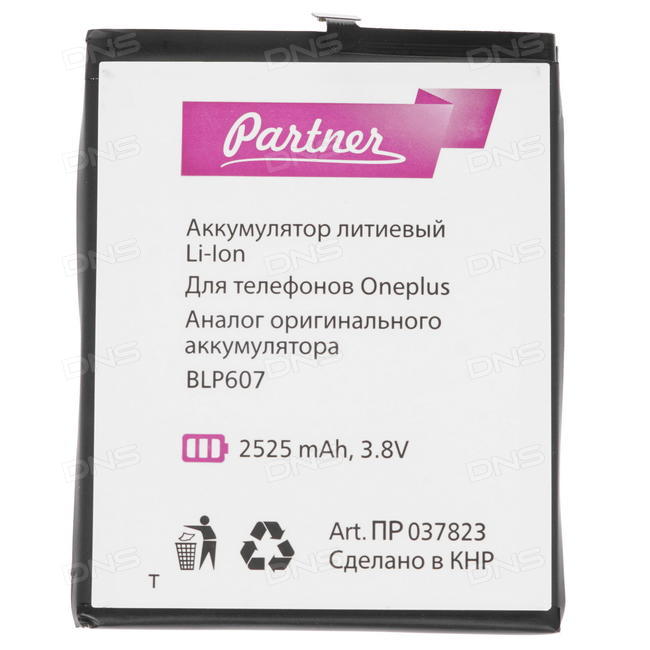 Partner
Аккумулятор литиевый
Li-Ion
Для телефонов Oneplus
Аналог оригинального
аккумулятора
BLP607
2525 mAh, 3.8V
Art. ПР 037823
Сделано в КНР
T
DNS